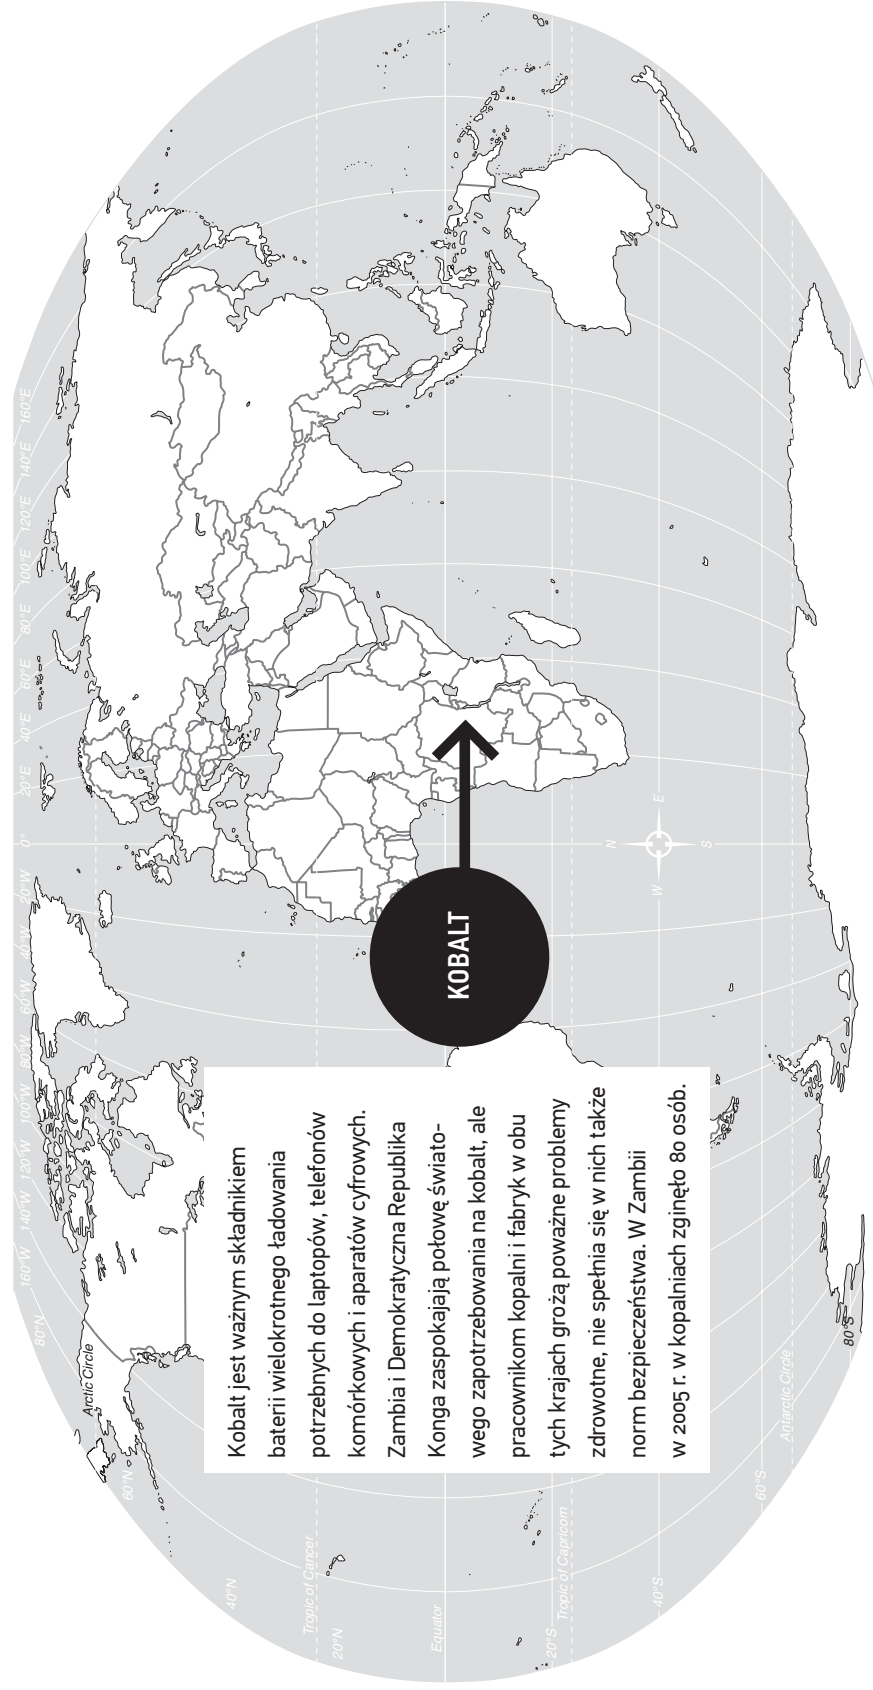 160°W
140°W
120°W
100°W
80°W
60°W
40°W
20°W
0°
20°E
40°E
60°E
80°E
100°E
120°E
140°E
160°E
80°N
Arctic Circle
60°N
40°N
Tropic of Cancer
20°N
Equator
20°S
Tropic of Capricorn
40°S
60°S
Antarctic Circle
80°S
Kobalt jest ważnym składnikiem
baterii wielokrotnego ładowania
potrzebnych do laptopów, telefonów
komórkowych i aparatów cyfrowych.
Zambia i Demokratyczna Republika
Konga zaspokajają połowę świato-
wego zapotrzebowania na kobalt, ale
pracownikom kopalni i fabryk w obu
tych krajach grożą poważne problemy
zdrowotne, nie spełnia się w nich także
norm bezpieczeństwa. W Zambii
w 2005 r. w kopalniach zginęło 80 osób.
KOBALT
N
W
E
S